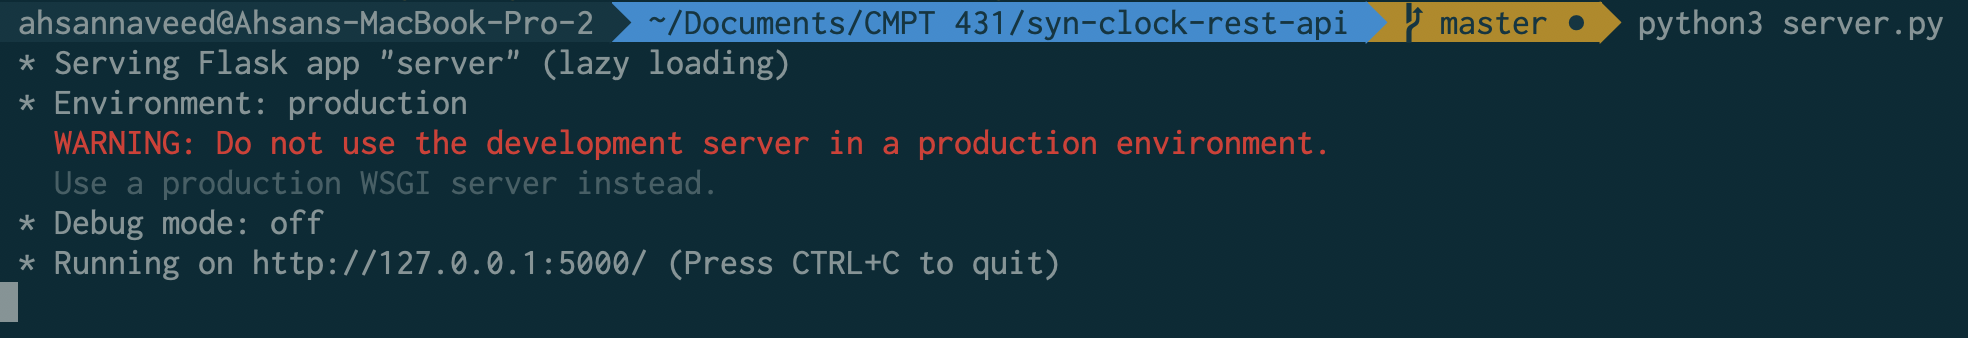 ahsannaveed@Ahsans-MacBook-Pro-2 ~/Documents/CMPT 431/syn-clock-rest-api master ● python3 server.py
* Serving Flask app "server" (lazy loading)
* Environment: production
WARNING: Do not use the development server in a production environment.
Use a production WSGI server instead.
* Debug mode: off
* Running on http://127.0.0.1:5000/ (Press CTRL+C to quit)